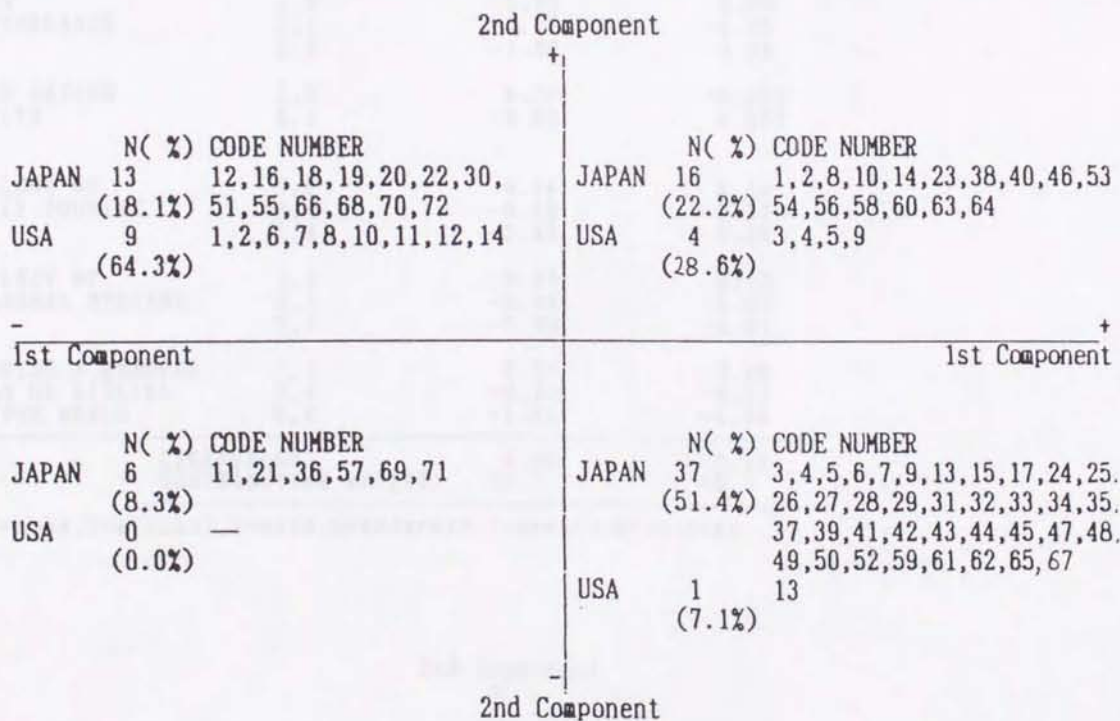 2nd Component
+
N( %) CODE NUMBER
JAPAN 13 12,16,18,19,20,22,30,
(18.1%) 51,55,66,68,70,72
USA 9 1,2,6,7,8,10,11,12,14
(64.3%)
N( %) CODE NUMBER
JAPAN 16 1,2,8,10,14,23,38,40,46,53
(22.2%) 54,56,58,60,63,64
USA 4 3,4,5,9
(28.6%)
- +
1st Component 1st Component
N( %) CODE NUMBER
JAPAN 6 11,21,36,57,69,71
(8.3%)
USA 0 —
(0.0%)
N( %) CODE NUMBER
JAPAN 37 3,4,5,6,7,9,13,15,17,24,25.
(51.4%) 26,27,28,29,31,32,33,34,35.
37,39,41,42,43,44,45,47,48.
49,50,52,59,61,62,65,67
USA 1 13
(7.1%)
-
2nd Component